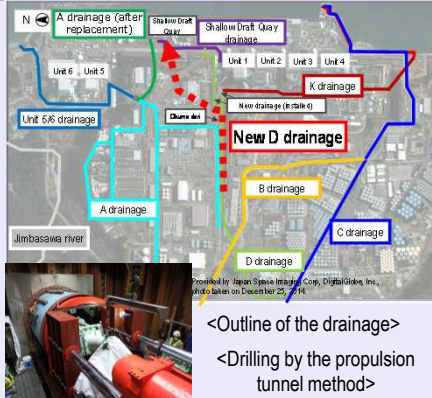 N
A drainage (after
replacement)
Shallow Draft
Quay
Shallow Draft Quay
drainage
Unit 6 Unit 5
Unit 1 Unit 2 Unit 3 Unit 4
K drainage
New drainage (installed)
Unit 5/6 drainage
New D drainage
B drainage
A drainage
C drainage
Jimbasawa river
D drainage
Provided by Japan Space Imaging Corp, DigitalGlobe, Inc.,
photo taken on December 25, 2014.
<Outline of the drainage>
<Drilling by the propulsion
tunnel method>